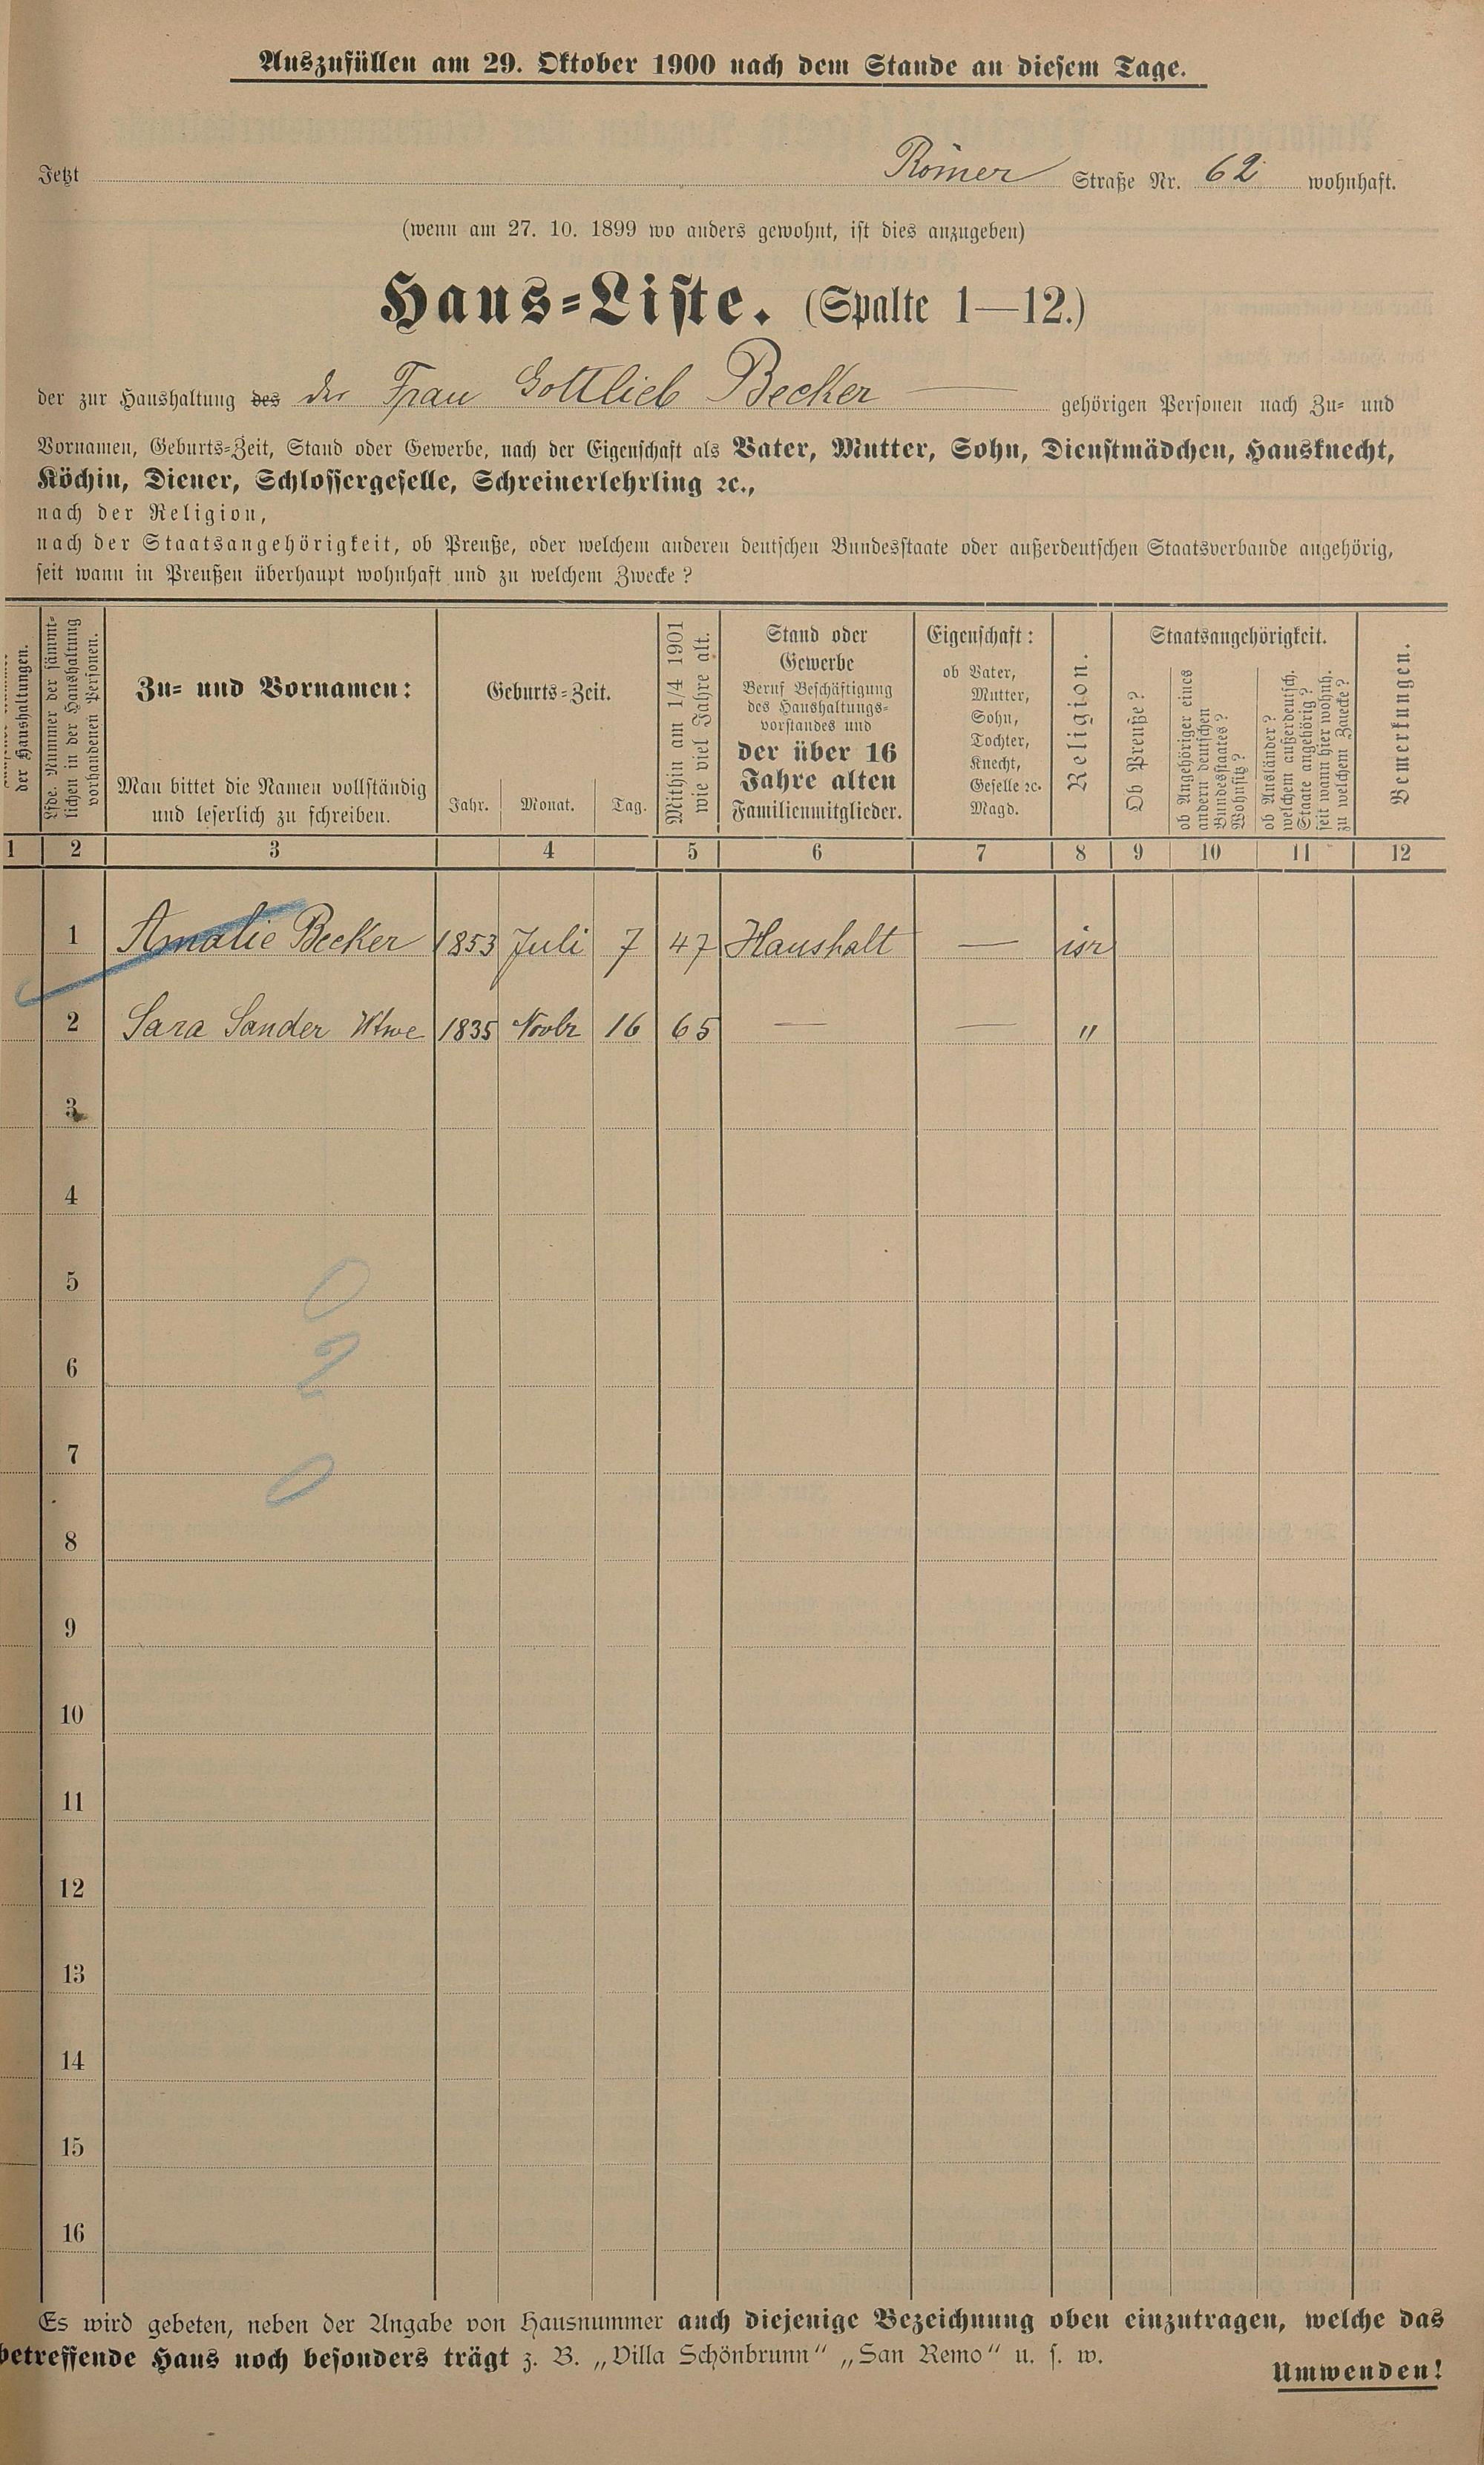 Auszufüllen am 29. Oktober 1900 nach dem Stande an diesem Tage.
Jetzt Römer Straße Nr. 62 wohnhaft.
(wenn am 27. 10. 1899 wo anders gewohnt, ist dies anzugeben)
Haus-Liste. (Spalte 1—12.)
der zur Haushaltung des der Frau Gottlieb Becker — gehörigen Personen nach Zu- und
Vornamen, Geburts-Zeit, Stand oder Gewerbe, nach der Eigenschaft als Vater, Mutter, Sohn, Dienstmädchen, Hausknecht,
Köchin, Diener, Schlossergeselle, Schreinerlehrling ꝛc.,
nach der Religion,
nach der Staatsangehörigkeit, ob Preuße, oder welchem anderen deutschen Bundesstaate oder außerdeutschen Staatsverbande angehörig,
seit wann in Preußen überhaupt wohnhaft und zu welchem Zwecke?
der Haushaltungen.
Lfde. Nummer der sämmt-
lichen in der Haushaltung
vorhandenen Personen.
Zu- und Vornamen:
Man bittet die Namen vollständig
und leserlich zu schreiben.
Geburts-Zeit.
Jahr. Monat. Tag.
Mithin am 1/4 1901
wie viel Jahre alt.
Stand oder
Gewerbe
Beruf Beschäftigung
des Haushaltungs-
vorstandes und
der über 16
Jahre alten
Familienmitglieder.
Eigenschaft:
ob Vater,
Mutter,
Sohn,
Tochter,
Knecht,
Geselle ꝛc.
Magd.
Religion.
Staatsangehörigkeit.
Ob Preuße?
ob Angehöriger eines
andern deutschen
Bundesstaates?
Wohnsitz?
ob Ausländer?
welchem außerdeutsch.
Staate angehörig?
seit wann hier wohnh.
zu welchem Zwecke?
Bemerkungen.
1 2 3 4 5 6 7 8 9 10 11 12
1 Amalie Becker 1853 Juli 7 47 Haushalt — isr
2 Sara Sander Wtwe 1835 Novbr 16 65 — — "
3
4
5
0
6
2
7
0
8
9
10
11
12
13
14
15
16
Es wird gebeten, neben der Angabe von Hausnummer auch diejenige Bezeichnung oben einzutragen, welche das
betreffende Haus noch besonders trägt z. B. „Villa Schönbrunn“ „San Remo“ u. s. w.
Umwenden!